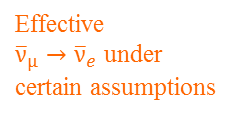 Effective
ν̄μ → ν̄e under
certain assumptions